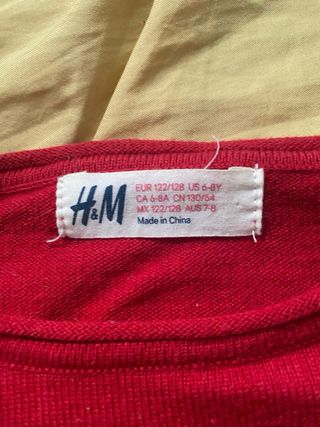 H&M
EUR 122/128 US 6-8Y
CA 6-8A CN 130/64
MX 122/128 AUS 7-8
Made in China